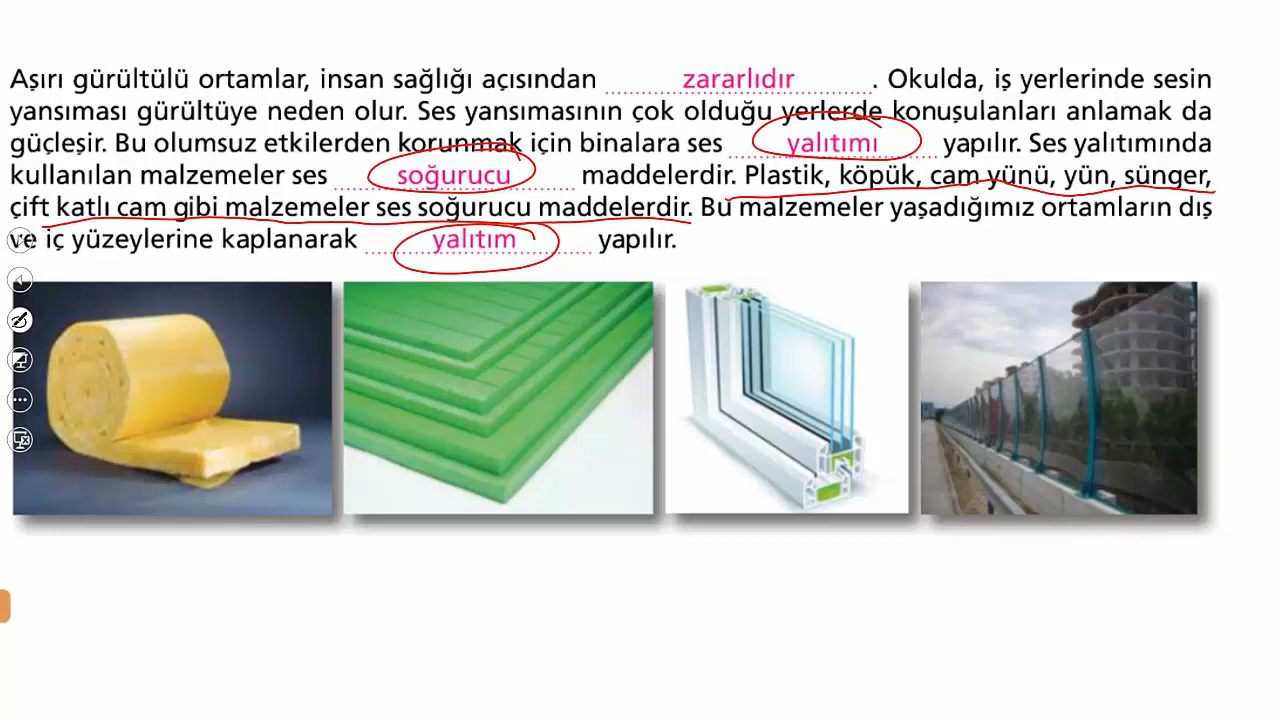 Aşırı gürültülü ortamlar, insan sağlığı açısından zararlıdır. Okulda, iş yerlerinde sesin
yansıması gürültüye neden olur. Ses yansımasının çok olduğu yerlerde konuşulanları anlamak da
güçleşir. Bu olumsuz etkilerden korunmak için binalara ses yalıtımı yapılır. Ses yalıtımında
kullanılan malzemeler ses soğurucu maddelerdir. Plastik, köpük, cam yünü, yün, sünger,
çift katlı cam gibi malzemeler ses soğurucu maddelerdir. Bu malzemeler yaşadığımız ortamların dış
ve iç yüzeylerine kaplanarak yalıtım yapılır.